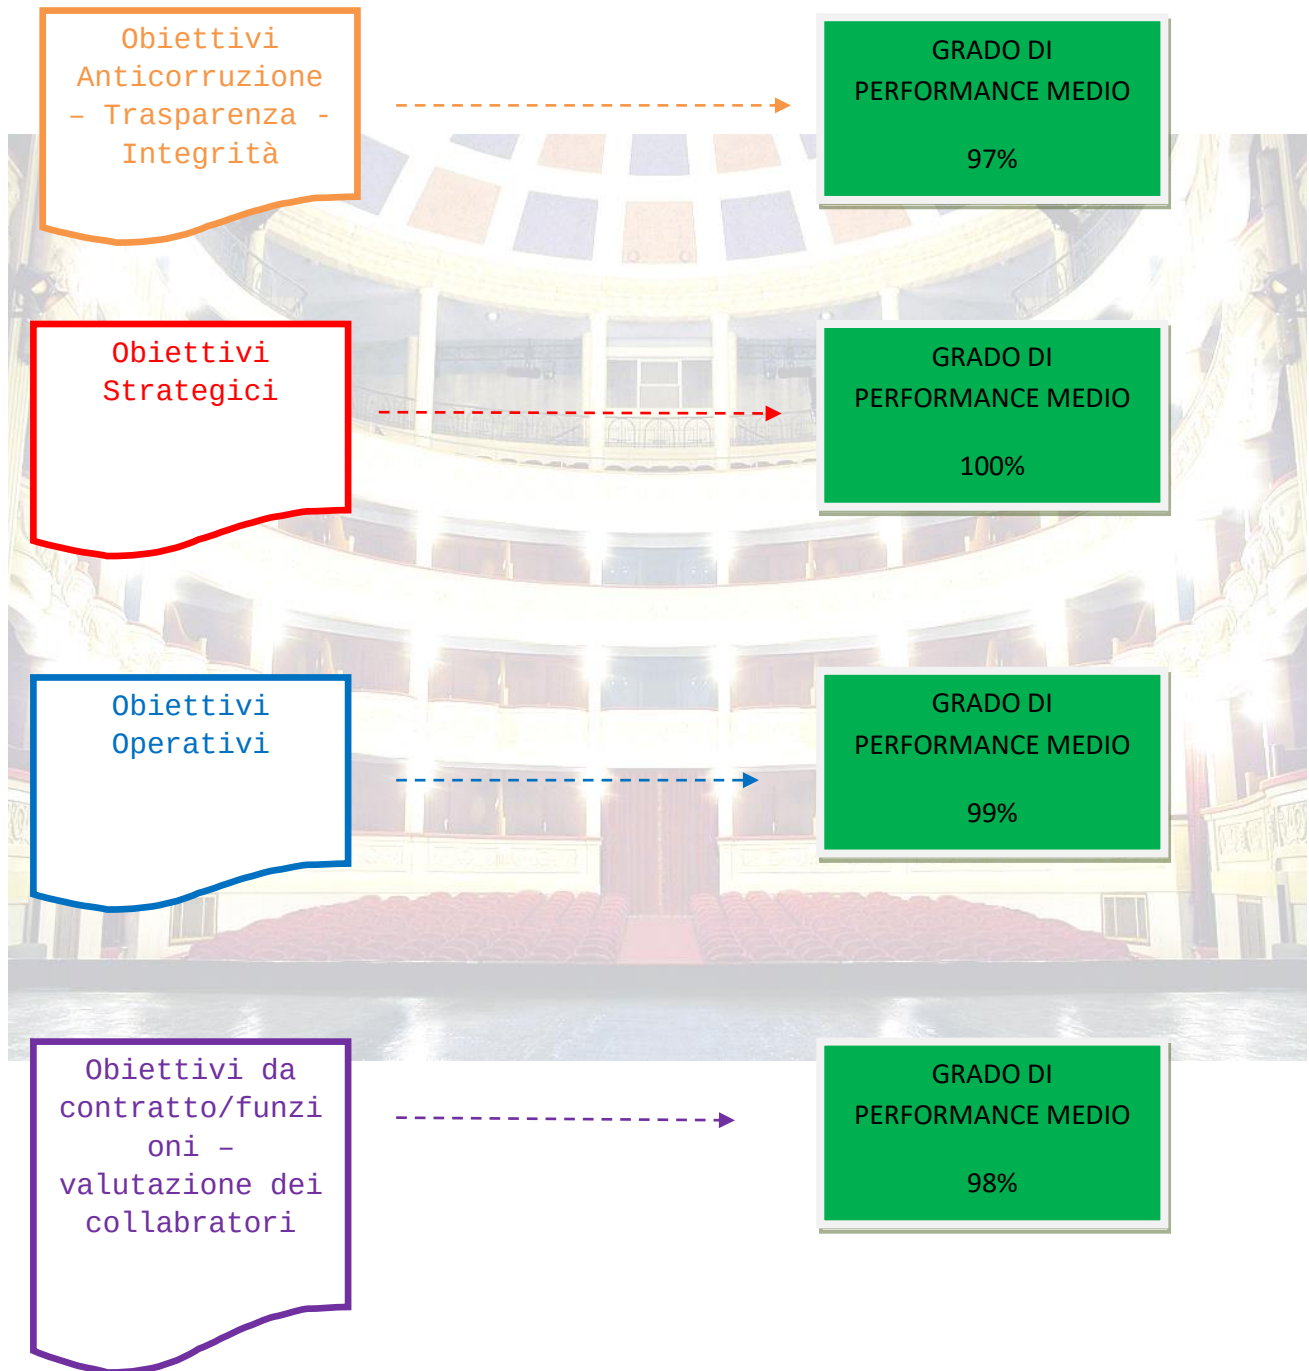 Obiettivi
Anticorruzione
– Trasparenza -
Integrità
GRADO DI
PERFORMANCE MEDIO
97%
Obiettivi
Strategici
GRADO DI
PERFORMANCE MEDIO
100%
Obiettivi
Operativi
GRADO DI
PERFORMANCE MEDIO
99%
Obiettivi da
contratto/funzi
oni –
valutazione dei
collabratori
GRADO DI
PERFORMANCE MEDIO
98%